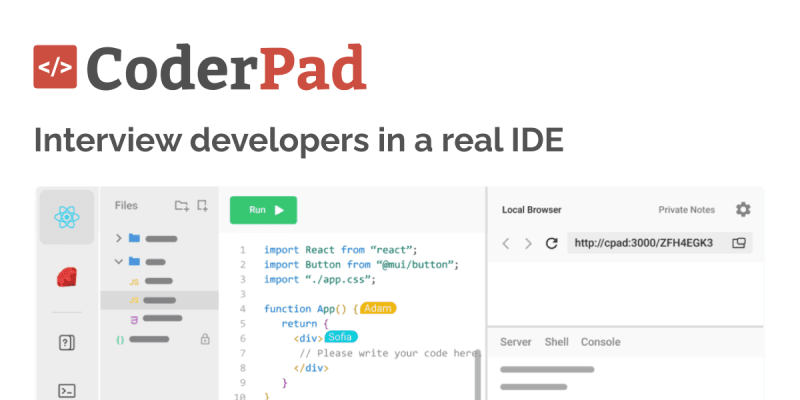 </> CoderPad
Interview developers in a real IDE
Files
JS
JS
{}
Run
1 import React from “react”;
2 import Button from “@mui/button”;
3 import “./app.css”;
4 function App() { Adam
5 return {
6 <div> Sofia
7 // Please write your code here.
8 </div>
9 }
10 }
Local Browser
Private Notes
http://cpad:3000/ZFH4EGK3
Server Shell Console